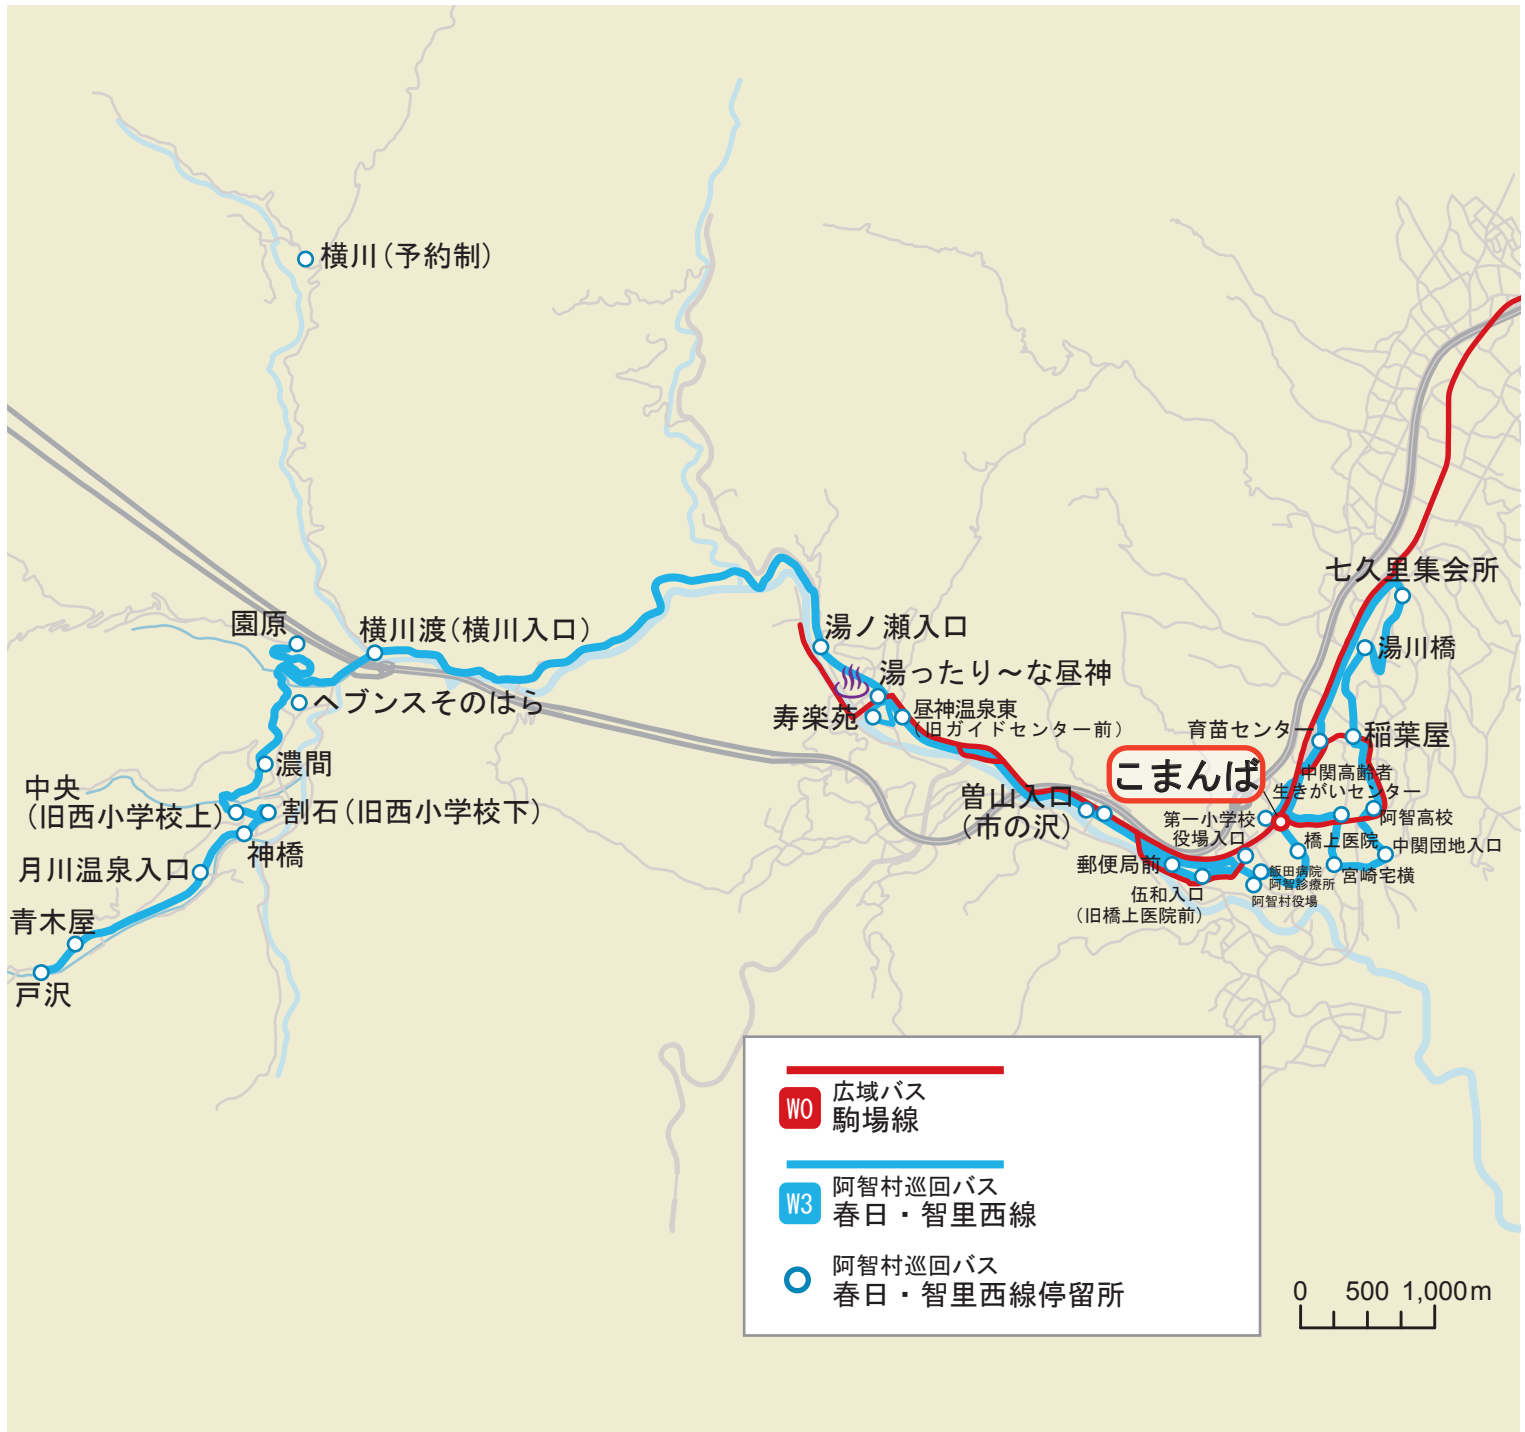 横川(予約制)
七久里集会所
園原
横川渡(横川入口)
湯ノ瀬入口
湯川橋
湯ったり～な昼神
ヘブンスそのはら
寿楽苑
昼神温泉東
(旧ガイドセンター前)
育苗センター
稲葉屋
濃間
こまんば
中関高齢者
生きがいセンター
中央
(旧西小学校上)
割石(旧西小学校下)
曽山入口
(市の沢)
第一小学校
役場入口
阿智高校
橋上医院
中関団地入口
神橋
月川温泉入口
郵便局前
飯田病院
阿智診療所
宮崎宅横
伍和入口
(旧橋上医院前)
阿智村役場
青木屋
戸沢
W0
広域バス
駒場線
W3
阿智村巡回バス
春日・智里西線
阿智村巡回バス
春日・智里西線停留所
0 500 1,000m